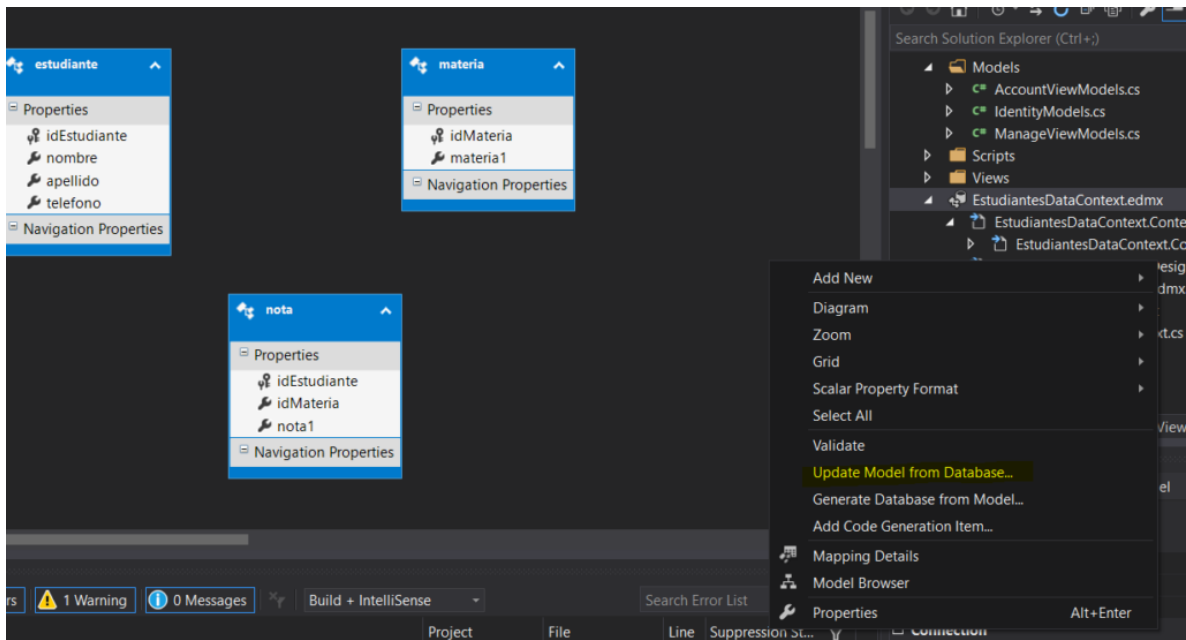 estudiante
Properties
idEstudiante
nombre
apellido
telefono
Navigation Properties
materia
Properties
idMateria
materia1
Navigation Properties
nota
Properties
idEstudiante
idMateria
nota1
Navigation Properties
Search Solution Explorer (Ctrl+;)
Models
AccountViewModels.cs
IdentityModels.cs
ManageViewModels.cs
Scripts
Views
EstudiantesDataContext.edmx
EstudiantesDataContext.Conte
EstudiantesDataContext.Co
Add New
Diagram
Zoom
Grid
Scalar Property Format
Select All
Validate
Update Model from Database...
Generate Database from Model...
Add Code Generation Item...
Mapping Details
Model Browser
Properties Alt+Enter
rs 1 Warning 0 Messages Build + IntelliSense Search Error List
Project File Line Suppression St...
Connection